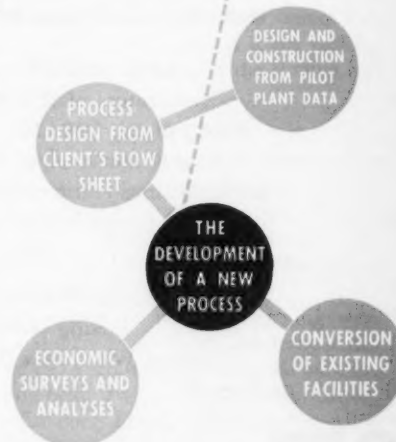 DESIGN AND
CONSTRUCTION
FROM PILOT
PLANT DATA
PROCESS
DESIGN FROM
CLIENT'S FLOW
SHEET
THE
DEVELOPMENT
OF A NEW
PROCESS
CONVERSION
OF EXISTING
FACILITIES
ECONOMIC
SURVEYS AND
ANALYSES